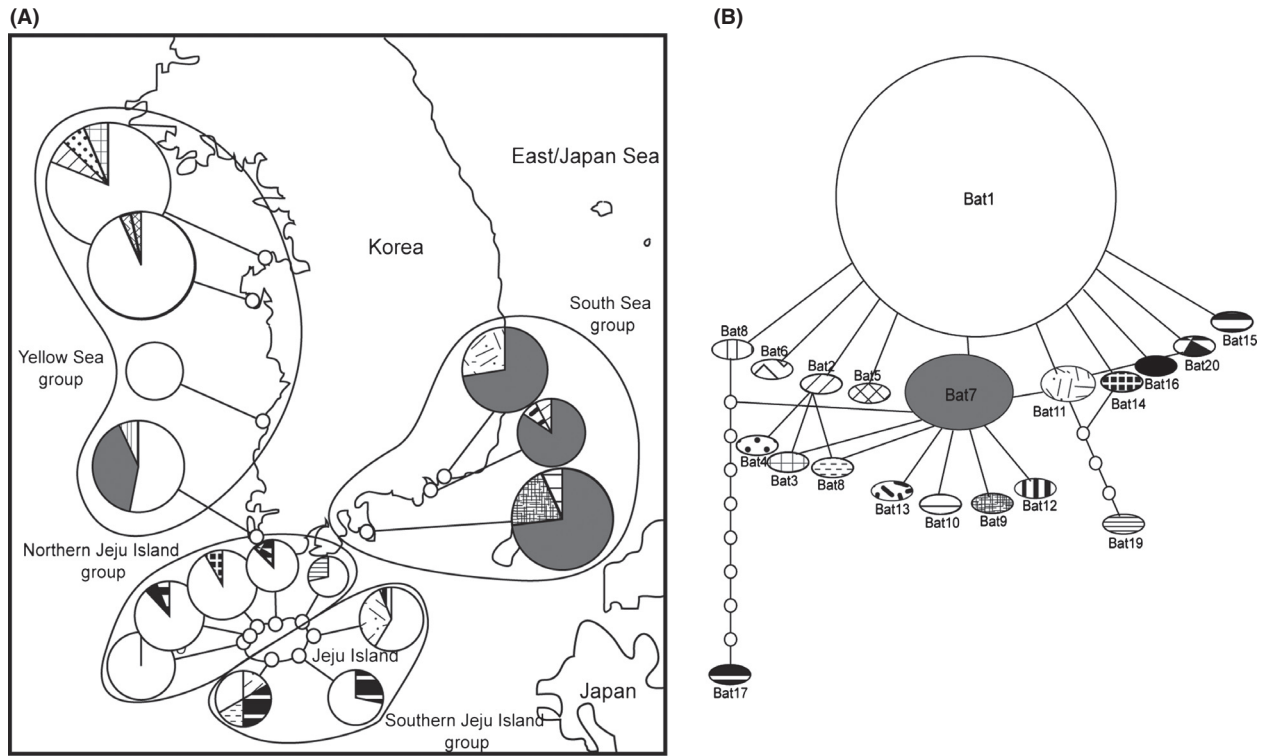 (A)
East/Japan Sea
Korea
South Sea
group
Yellow Sea
group
Northern Jeju Island
group
Jeju Island
Japan
Southern Jeju Island
group
(B)
Bat1
Bat8
Bat6
Bat2
Bat5
Bat7
Bat11
Bat14
Bat16
Bat20
Bat15
Bat4
Bat3
Bat8
Bat13
Bat10
Bat9
Bat12
Bat19
Bat17